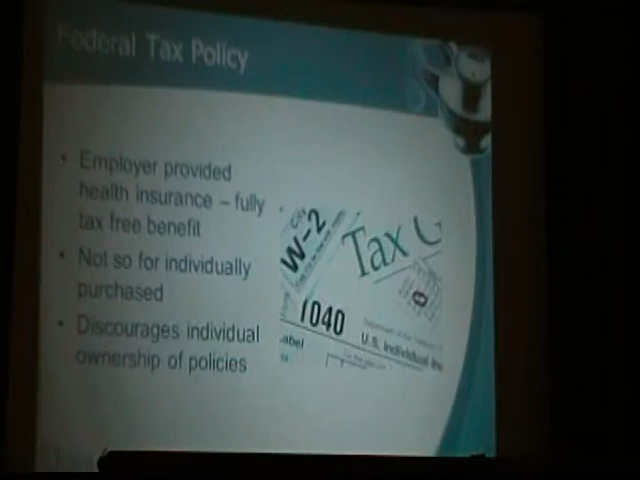 Federal Tax Policy
• Employer provided
health insurance – fully
tax free benefit
• Not so for individually
purchased
• Discourages individual
ownership of policies
W-2
Tax
1040
U.S. Individual